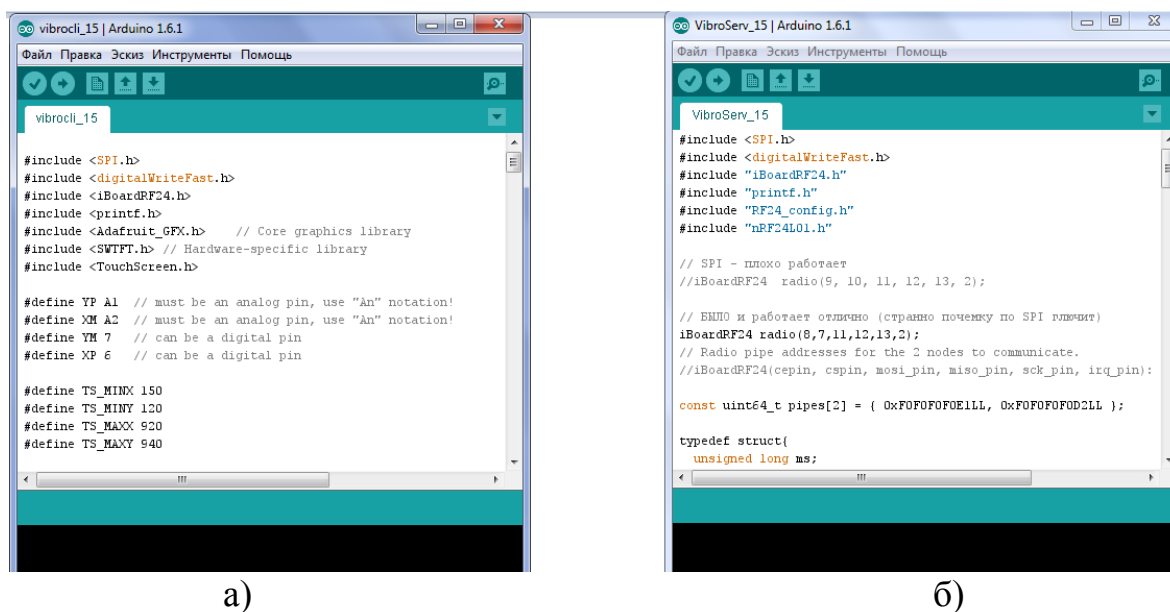 vibrocli_15 | Arduino 1.6.1
Файл Правка Эскиз Инструменты Помощь
vibrocli_15
#include <SPI.h>
#include <digitalWriteFast.h>
#include <iBoardRF24.h>
#include <printf.h>
#include <Adafruit_GFX.h>    // Core graphics library
#include <SWTFT.h> // Hardware-specific library
#include <TouchScreen.h>
#define YP A1  // must be an analog pin, use "An" notation!
#define XM A2  // must be an analog pin, use "An" notation!
#define YM 7   // can be a digital pin
#define XP 6   // can be a digital pin
#define TS_MINX 150
#define TS_MINY 120
#define TS_MAXX 920
#define TS_MAXY 940
а)
VibroServ_15 | Arduino 1.6.1
Файл Правка Эскиз Инструменты Помощь
VibroServ_15
#include <SPI.h>
#include <digitalWriteFast.h>
#include "iBoardRF24.h"
#include "printf.h"
#include "RF24_config.h"
#include "nRF24L01.h"
// SPI - плохо работает
//iBoardRF24  radio(9, 10, 11, 12, 13, 2);
// БЫЛО и работает отлично (странно почемку по SPI глючит)
iBoardRF24 radio(8,7,11,12,13,2);
// Radio pipe addresses for the 2 nodes to communicate.
//iBoardRF24(cepin, cspin, mosi_pin, miso_pin, sck_pin, irq_pin):
const uint64_t pipes[2] = { 0xF0F0F0F0E1LL, 0xF0F0F0F0D2LL };
typedef struct{
unsigned long ms;
б)